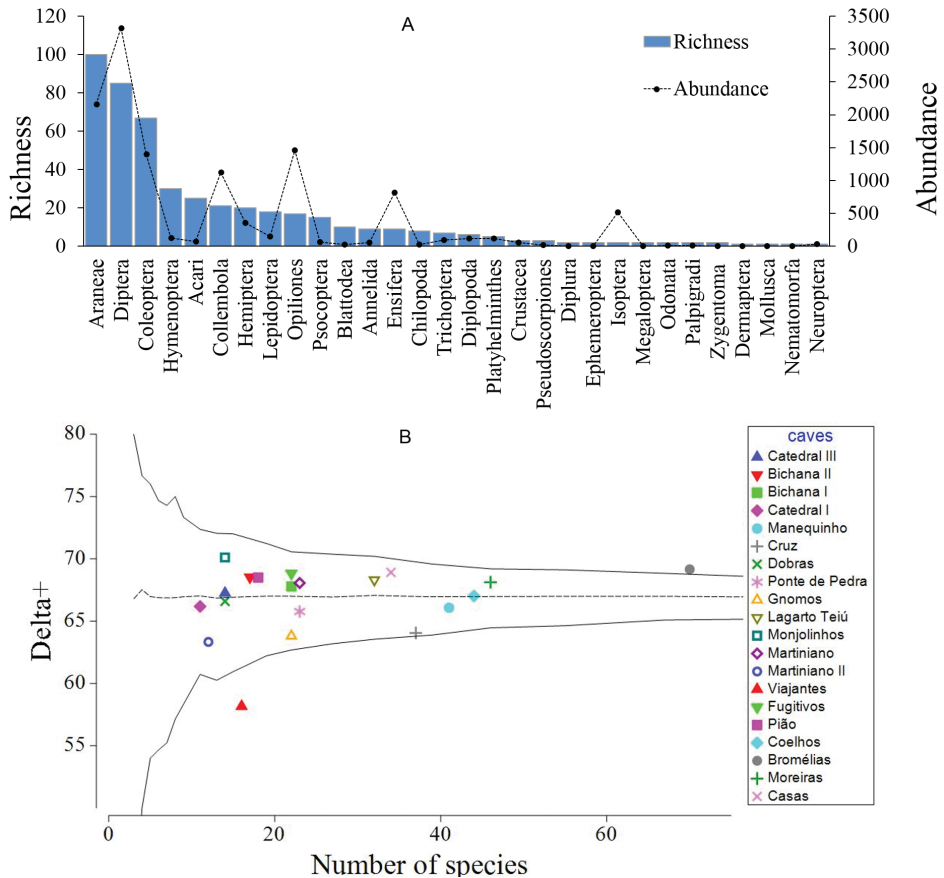 A
120
100
80
60
40
20
0
Richness
3500
3000
2500
2000
1500
1000
500
0
Abundance
Richness
Abundance
Araneae
Diptera
Coleoptera
Hymenoptera
Acari
Collembola
Hemiptera
Lepidoptera
Opiliones
Psocoptera
Blattodea
Annelida
Ensifera
Chilopoda
Trichoptera
Diplopoda
Platyhelminthes
Crustacea
Pseudoscorpiones
Diplura
Ephemeroptera
Isoptera
Megaloptera
Odonata
Palpigradi
Zygentoma
Dermaptera
Mollusca
Nematomorfa
Neuroptera
B
80
75
70
65
60
55
Delta+
0
20
40
60
Number of species
caves
Catedral III
Bichana II
Bichana I
Catedral I
Manequinho
Cruz
Dobras
Ponte de Pedra
Gnomos
Lagarto Teiú
Monjolinhos
Martiniano
Martiniano II
Viajantes
Fugitivos
Pião
Coelhos
Bromélias
Moreiras
Casas